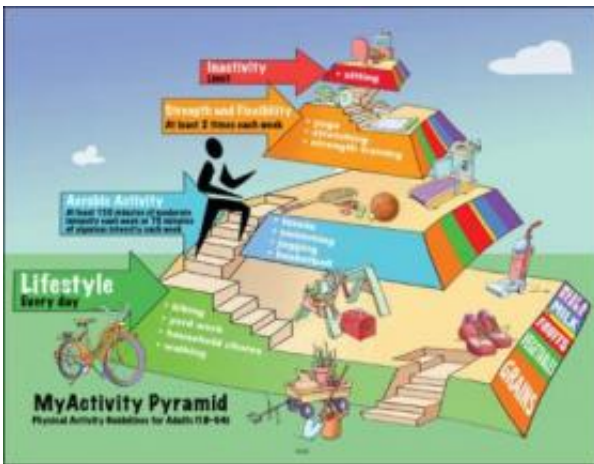 Inactivity
Least
• sitting
Strength and Flexibility
At least 2 times each week
• yoga
• stretching
• strength training
Aerobic Activity
At least 150 minutes of moderate
intensity each week or 75 minutes
of vigorous intensity each week
• tennis
• swimming
• jogging
• basketball
Lifestyle
Every day
• biking
• yard work
• household chores
• walking
MILK
FRUITS
VEGETABLES
GRAINS
MyActivity Pyramid
Physical Activity Guidelines for Adults (18-64)